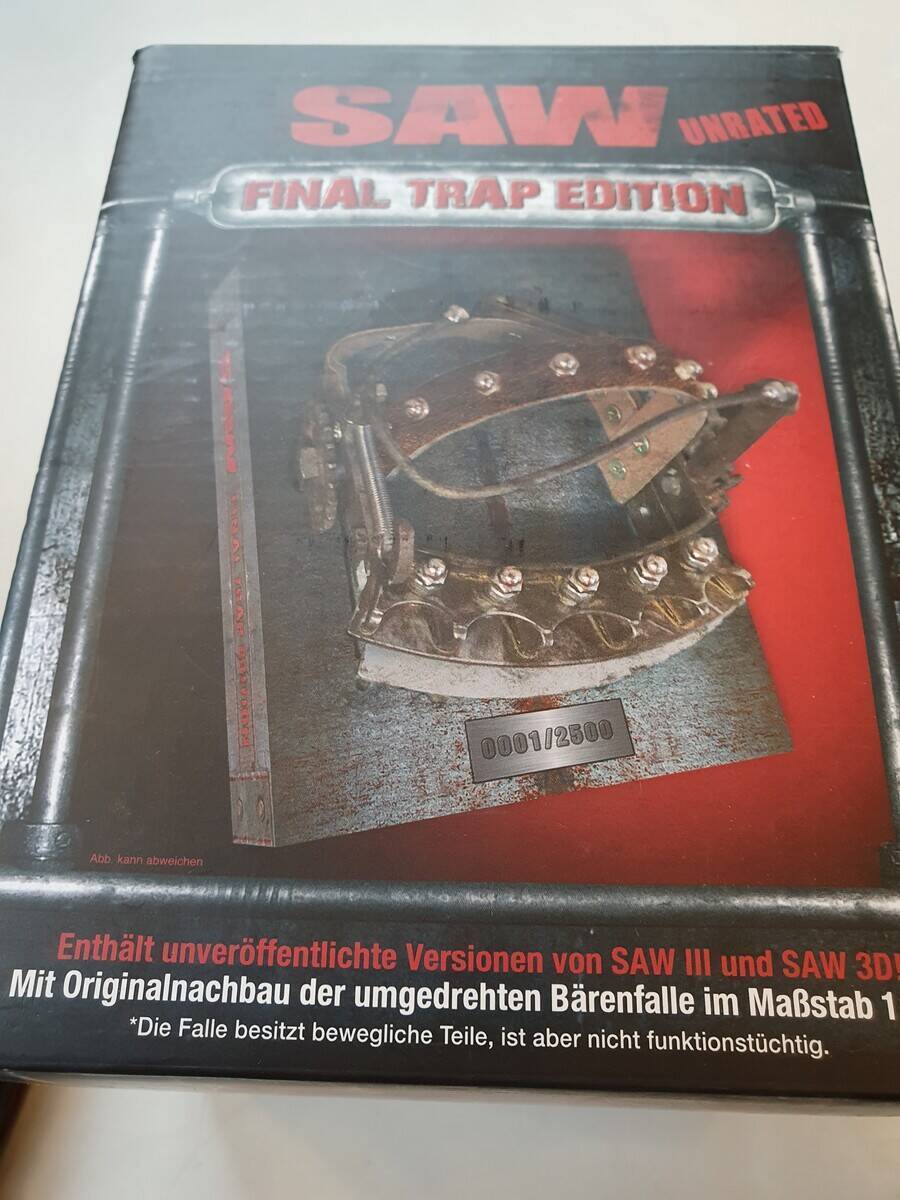 SAW
UNRATED
FINAL TRAP EDITION
0001/2500
Abb. kann abweichen
Enthält unveröffentlichte Versionen von SAW III und SAW 3D!
Mit Originalnachbau der umgedrehten Bärenfalle im Maßstab 1
*Die Falle besitzt bewegliche Teile, ist aber nicht funktionstüchtig.